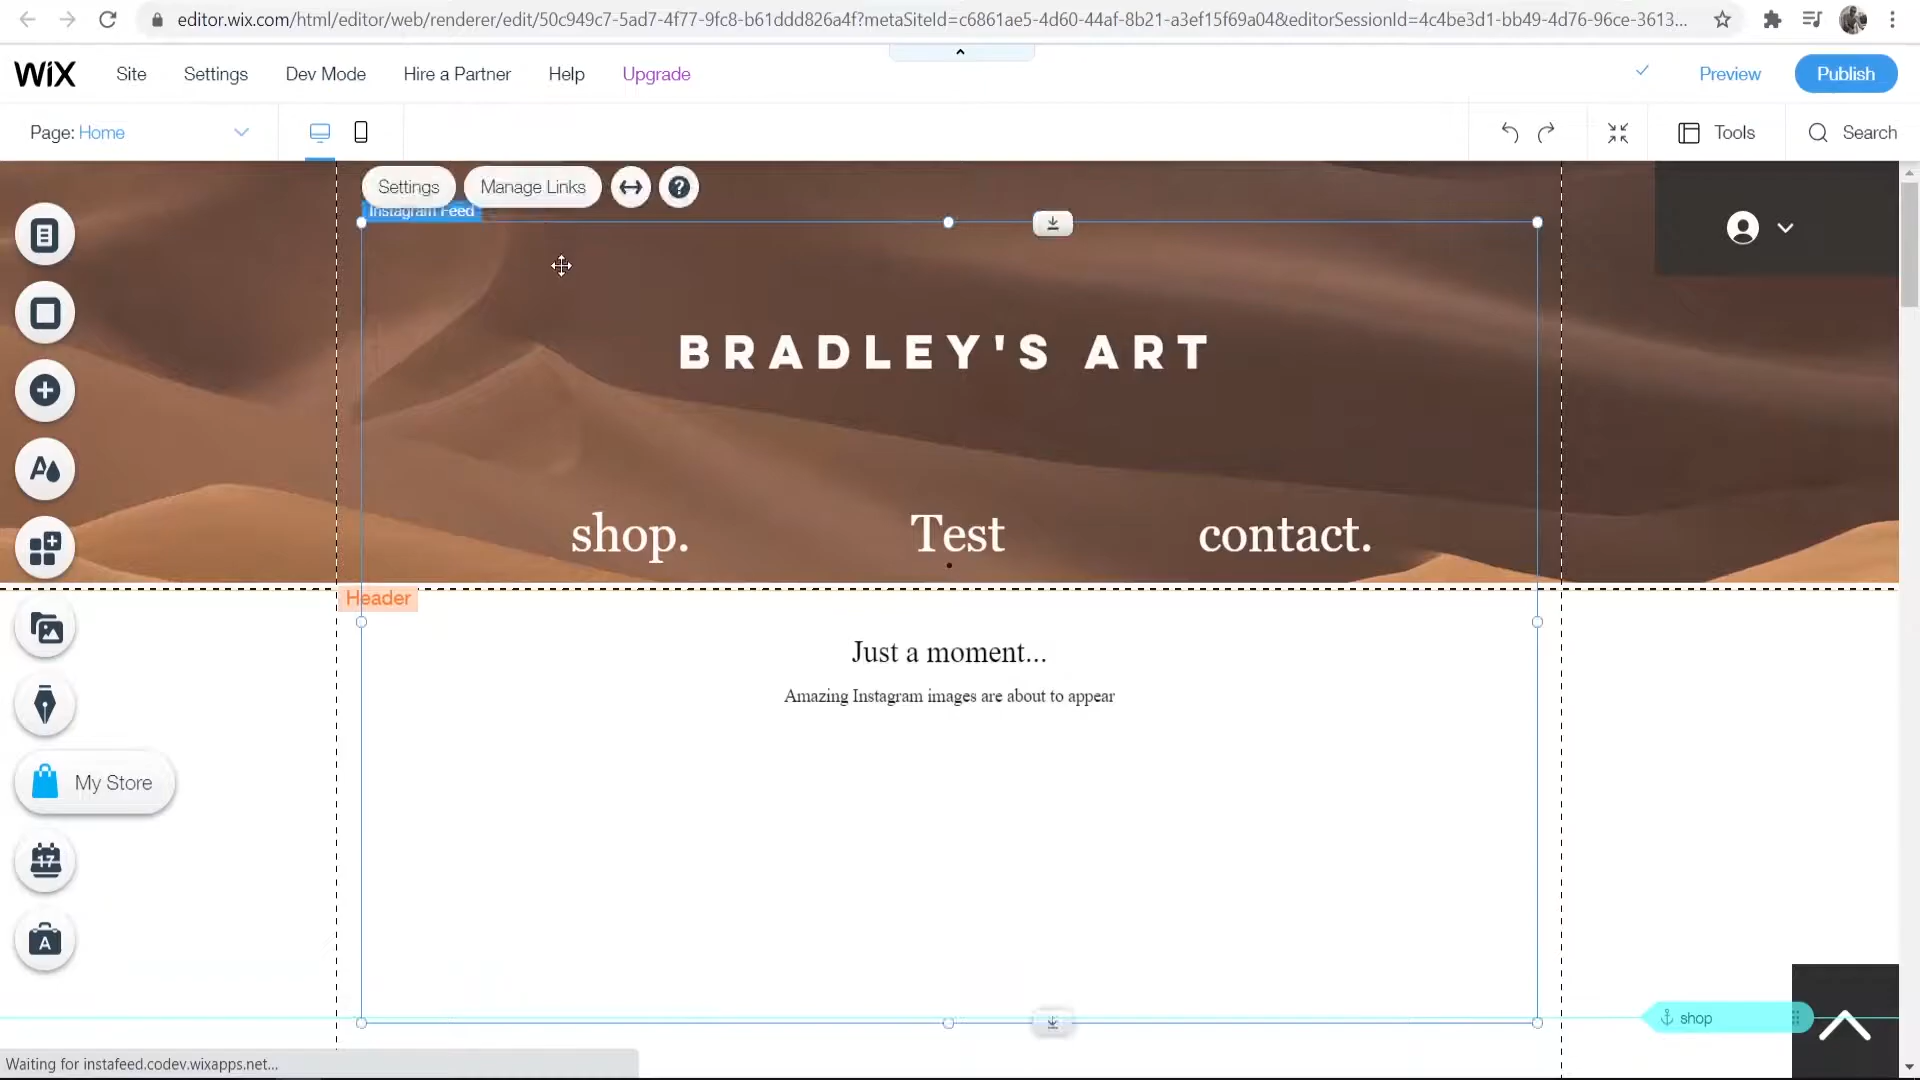 editor.wix.com/html/editor/web/renderer/edit/50c949c7-5ad7-4f77-9fc8-b61ddd826a4f?metaSiteId=c6861ae5-4d60-44af-8b21-a3ef15f69a04&editorSessionId=4c4be3d1-bb49-4d76-96ce-3613...
WiX Site Settings Dev Mode Hire a Partner Help Upgrade Preview Publish
Page: Home Tools Search
Settings Manage Links ?
Instagram Feed
BRADLEY'S ART
shop. Test contact.
Header
Just a moment...
Amazing Instagram images are about to appear
My Store
17
A
shop
Waiting for instafeed.codev.wixapps.net...